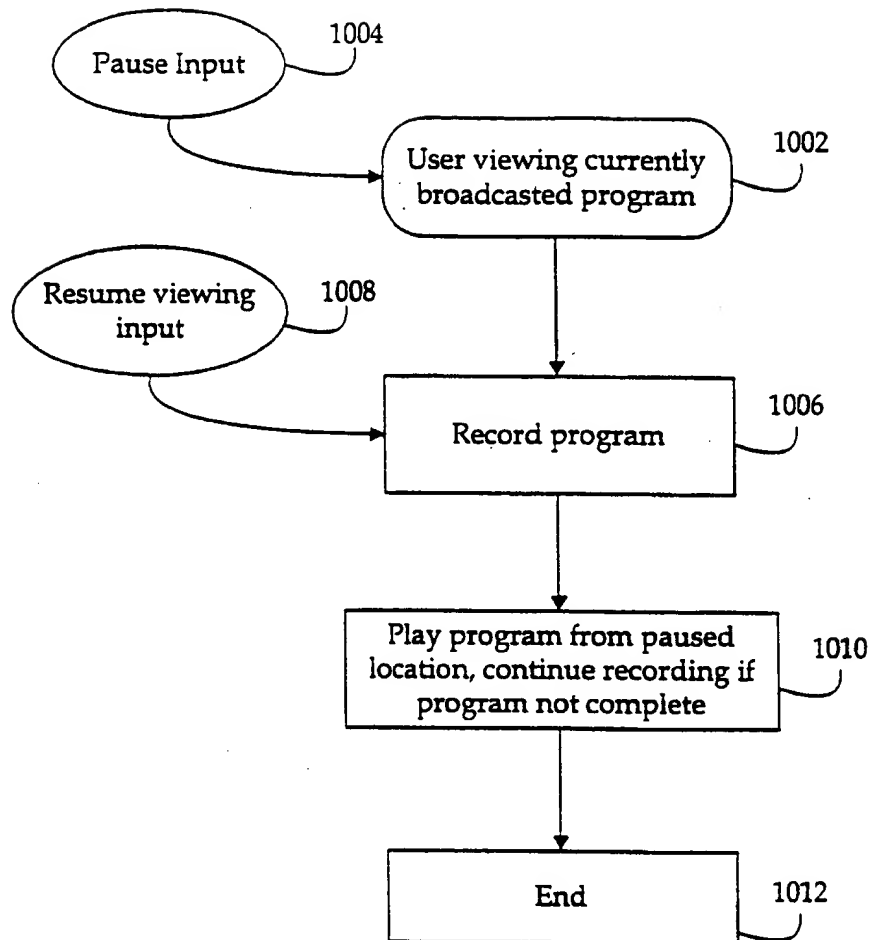 1004
Pause Input
1002
User viewing currently
broadcasted program
1008
Resume viewing
input
1006
Record program
Play program from paused
location, continue recording if
program not complete
1010
End
1012